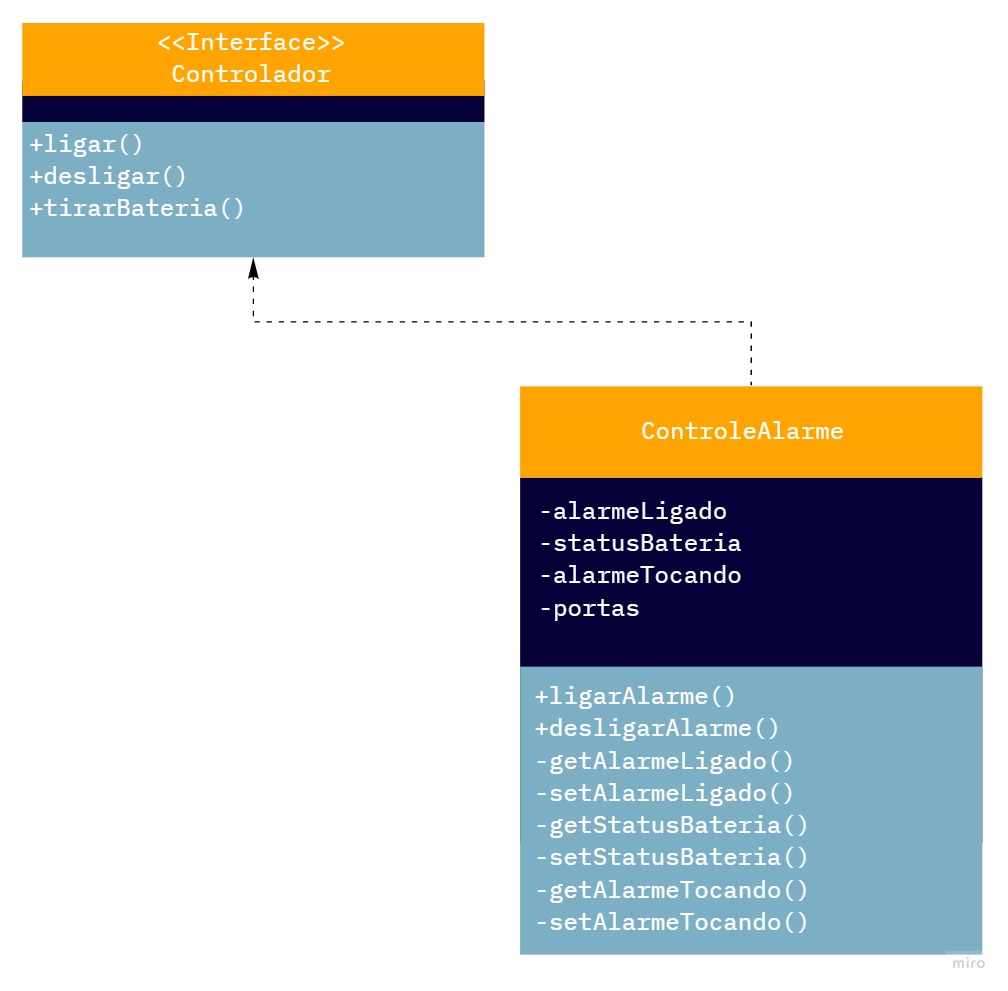 <<Interface>>
Controlador
+ligar()
+desligar()
+tirarBateria()
ControleAlarme
-alarmeLigado
-statusBateria
-alarmeTocando
-portas
+ligarAlarme()
+desligarAlarme()
-getAlarmeLigado()
-setAlarmeLigado()
-getStatusBateria()
-setStatusBateria()
-getAlarmeTocando()
-setAlarmeTocando()
miro